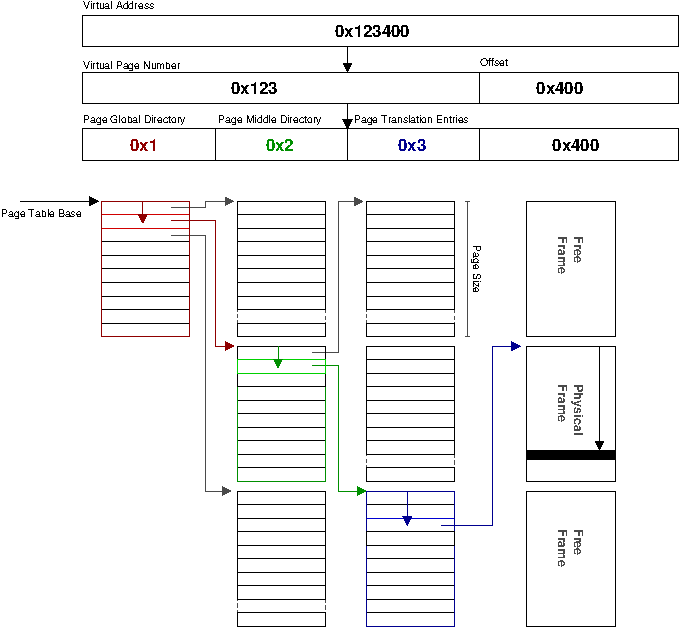 Virtual Address
0x123400
Virtual Page Number
Offset
0x123
0x400
Page Global Directory
Page Middle Directory
Page Translation Entries
0x1
0x2
0x3
0x400
Page Table Base
Page Size
Free
Frame
Physical
Frame
Free
Frame